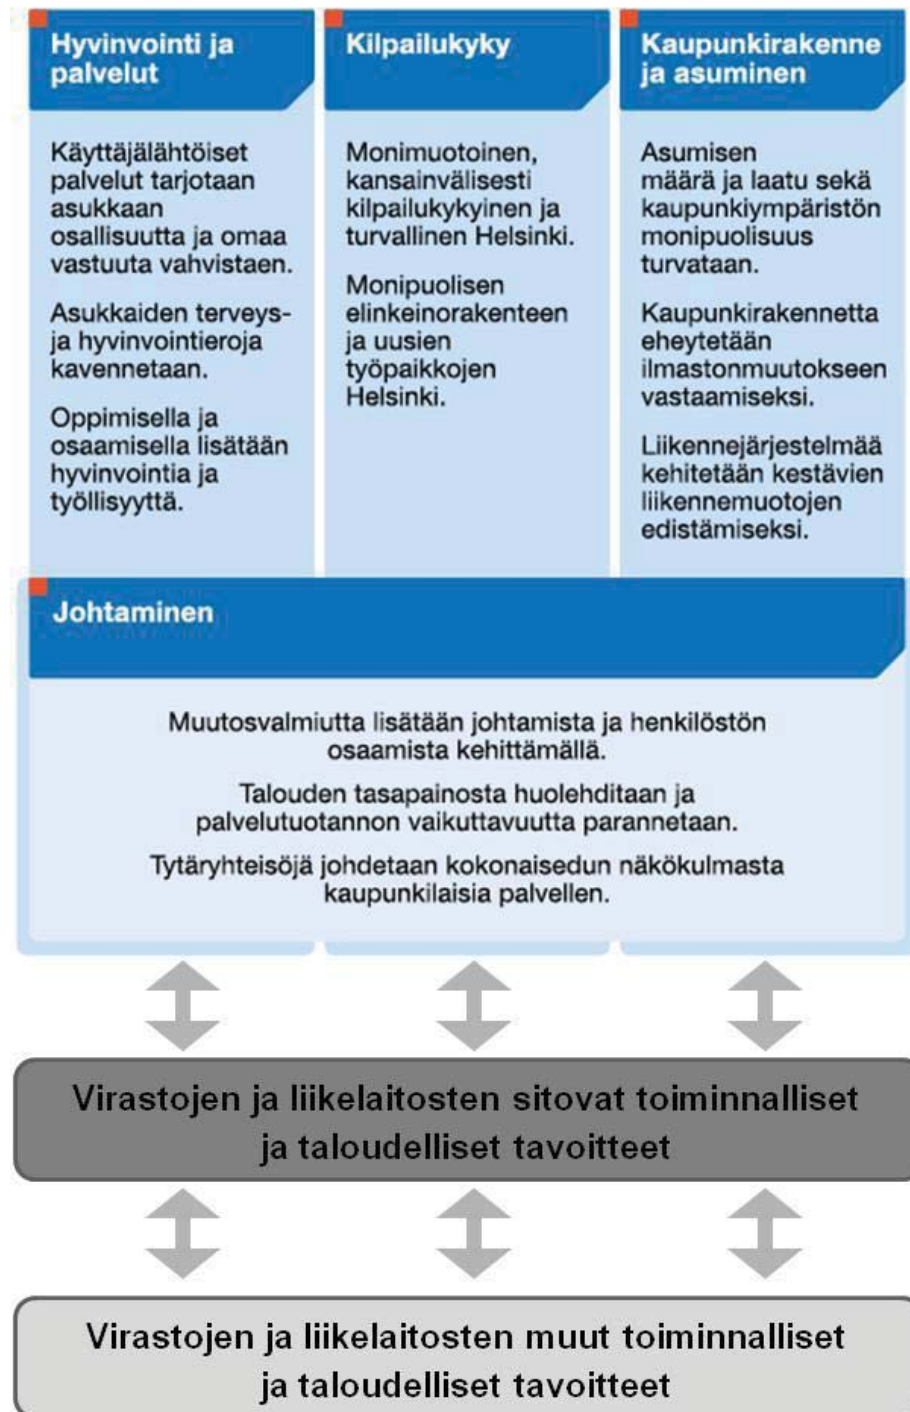 Hyvinvointi ja
palvelut
Käyttäjälähtöiset
palvelut tarjotaan
asukkaan
osallisuutta ja omaa
vastuuta vahvistaen.
Asukkaiden terveys-
ja hyvinvointieroja
kavennetaan.
Oppimisella ja
osaamisella lisätään
hyvinvointia ja
työllisyyttä.
Kilpailukyky
Monimuotoinen,
kansainvälisesti
kilpailukykyinen ja
turvallinen Helsinki.
Monipuolisen
elinkeinorakenteen
ja uusien
työpaikkojen
Helsinki.
Kaupunkirakenne
ja asuminen
Asumisen
määrä ja laatu sekä
kaupunkiympäristön
monipuolisuus
turvataan.
Kaupunkirakennetta
eheytetään
ilmastonmuutokseen
vastaamiseksi.
Liikennejärjestelmää
kehitetään kestävien
liikennemuotojen
edistämiseksi.
Johtaminen
Muutosvalmiutta lisätään johtamista ja henkilöstön
osaamista kehittämällä.
Talouden tasapainosta huolehditaan ja
palvelutuotannon vaikuttavuutta parannetaan.
Tytäryhteisöjä johdetaan kokonaisedun näkökulmasta
kaupunkilaisia palvellen.
Virastojen ja liikelaitosten sitovat toiminnalliset
ja taloudelliset tavoitteet
Virastojen ja liikelaitosten muut toiminnalliset
ja taloudelliset tavoitteet